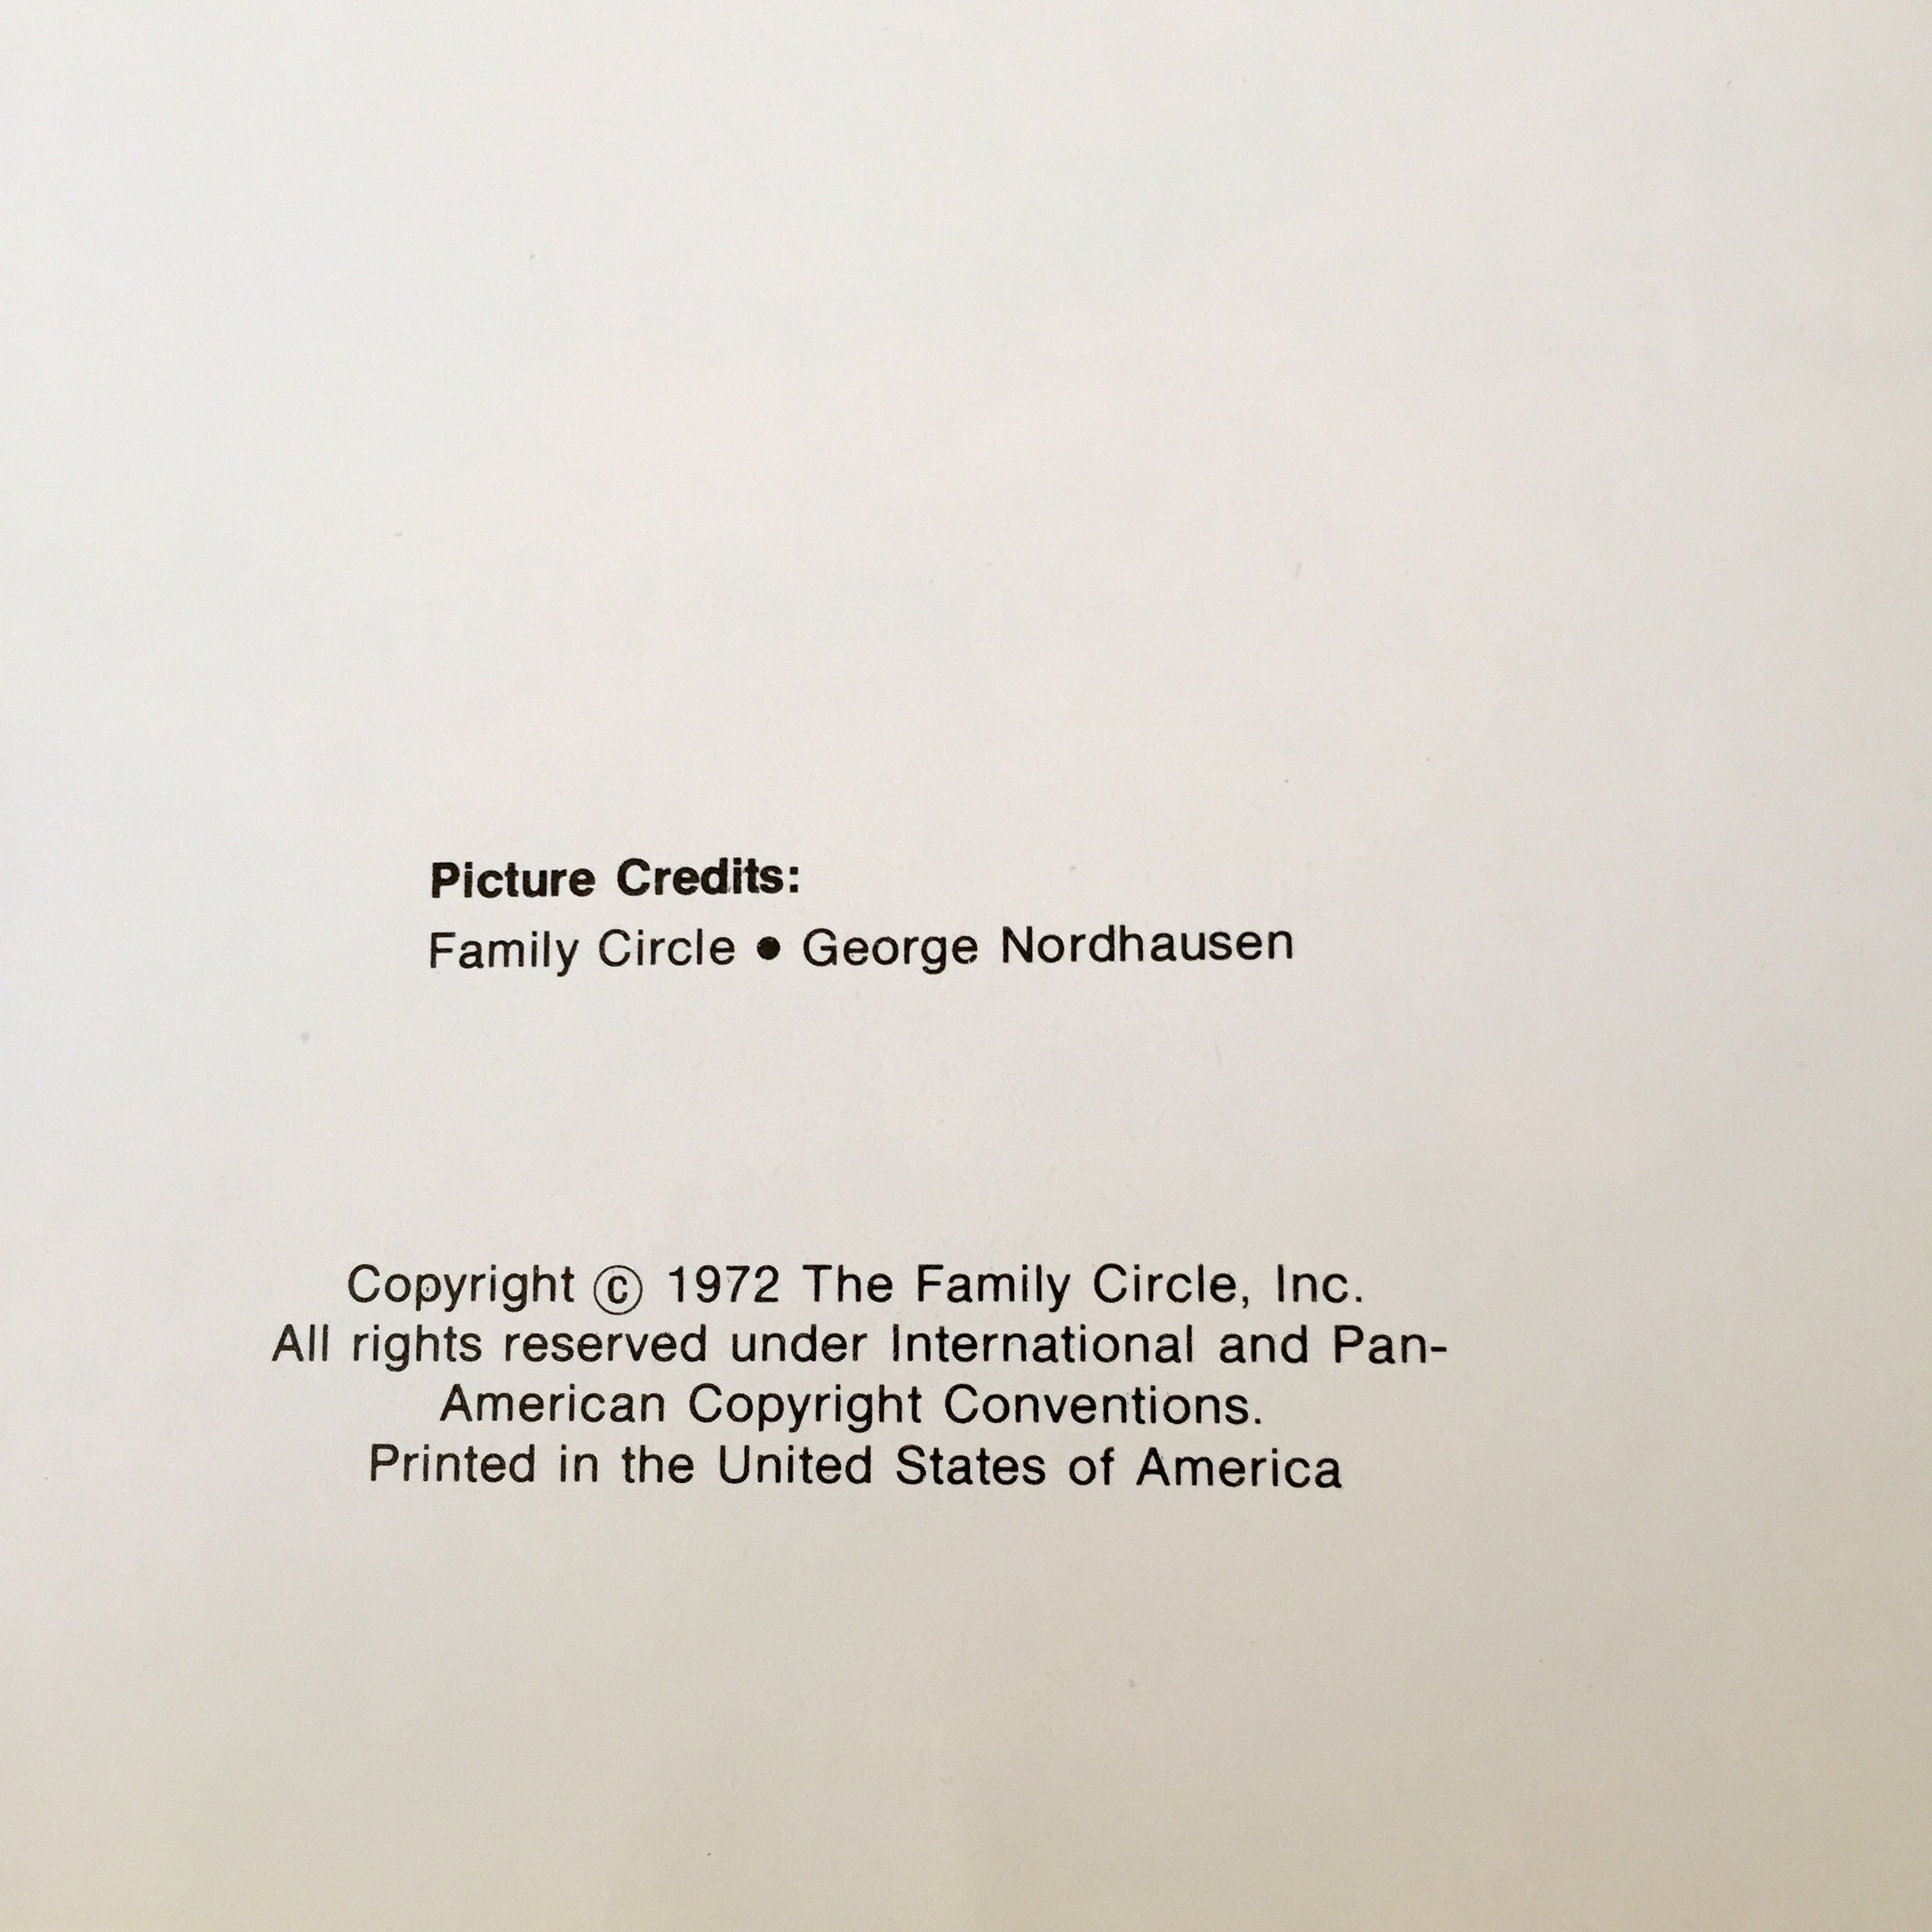 Picture Credits:
Family Circle ● George Nordhausen
Copyright © 1972 The Family Circle, Inc.
All rights reserved under International and Pan-
American Copyright Conventions.
Printed in the United States of America